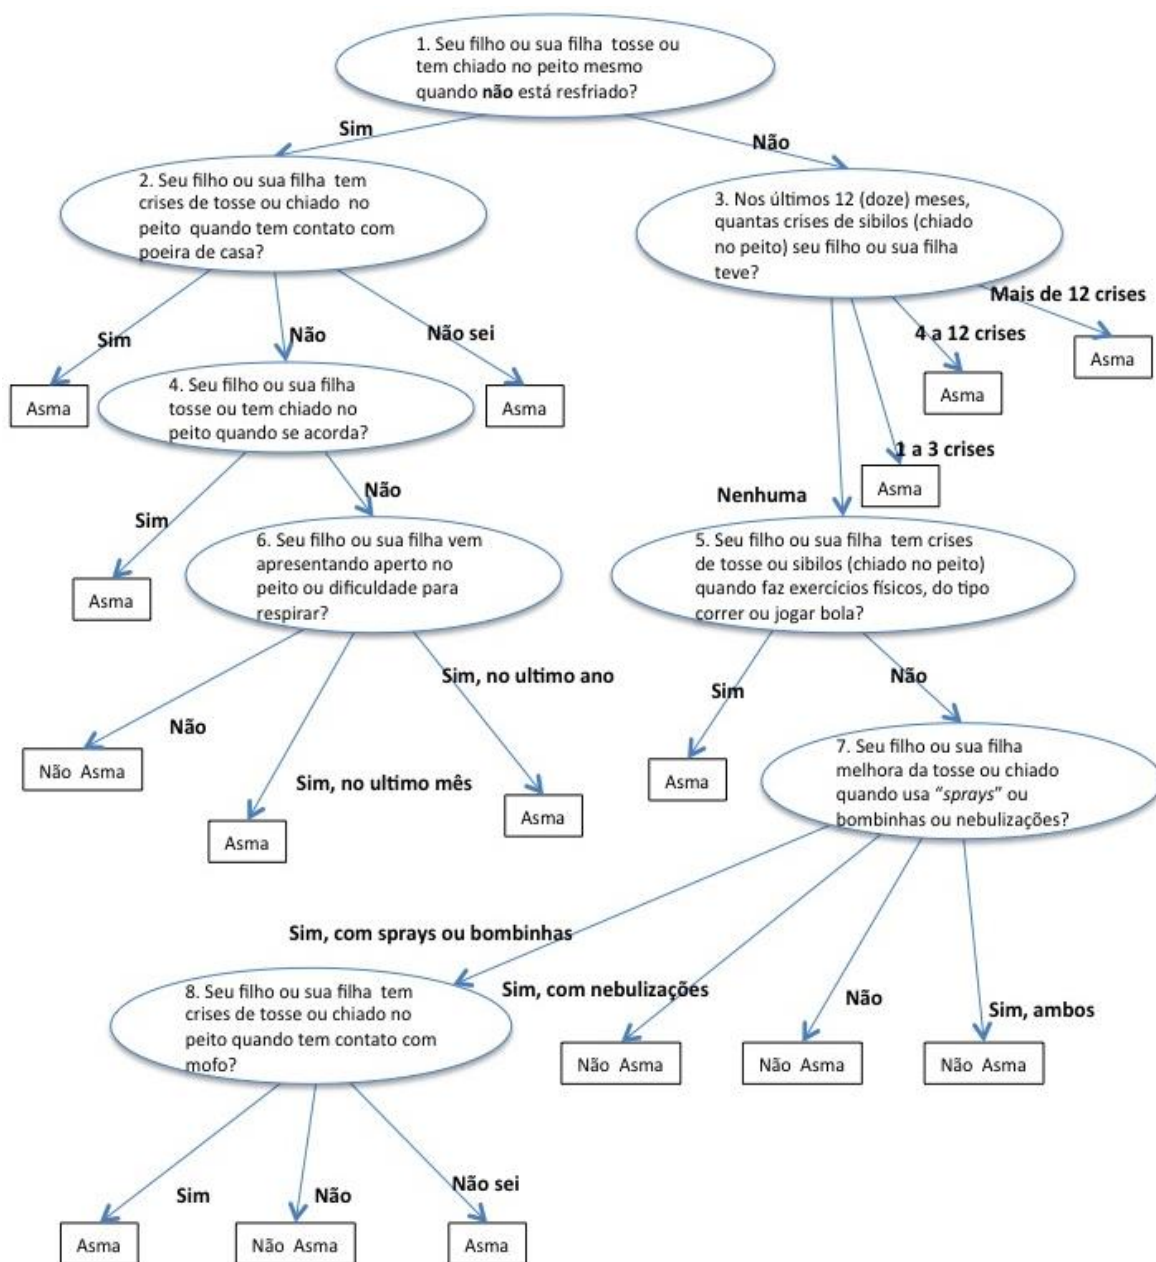 1. Seu filho ou sua filha tosse ou
tem chiado no peito mesmo
quando não está resfriado?
Sim
Não
2. Seu filho ou sua filha tem
crises de tosse ou chiado no
peito quando tem contato com
poeira de casa?
3. Nos últimos 12 (doze) meses,
quantas crises de sibilos (chiado
no peito) seu filho ou sua filha
teve?
Sim
Não
Não sei
Mais de 12 crises
4 a 12 crises
1 a 3 crises
Nenhuma
Asma
4. Seu filho ou sua filha
tosse ou tem chiado no
peito quando se acorda?
Asma
Asma
Asma
Asma
Sim
Não
Asma
6. Seu filho ou sua filha vem
apresentando aperto no
peito ou dificuldade para
respirar?
5. Seu filho ou sua filha tem crises
de tosse ou sibilos (chiado no peito)
quando faz exercícios físicos, do tipo
correr ou jogar bola?
Não
Sim, no ultimo mês
Sim, no ultimo ano
Sim
Não
Não Asma
Asma
Asma
Asma
7. Seu filho ou sua filha
melhora da tosse ou chiado
quando usa “sprays” ou
bombinhas ou nebulizações?
Sim, com sprays ou bombinhas
Sim, com nebulizações
Não
Sim, ambos
8. Seu filho ou sua filha tem
crises de tosse ou chiado no
peito quando tem contato com
mofo?
Não Asma
Não Asma
Não Asma
Sim
Não
Não sei
Asma
Não Asma
Asma